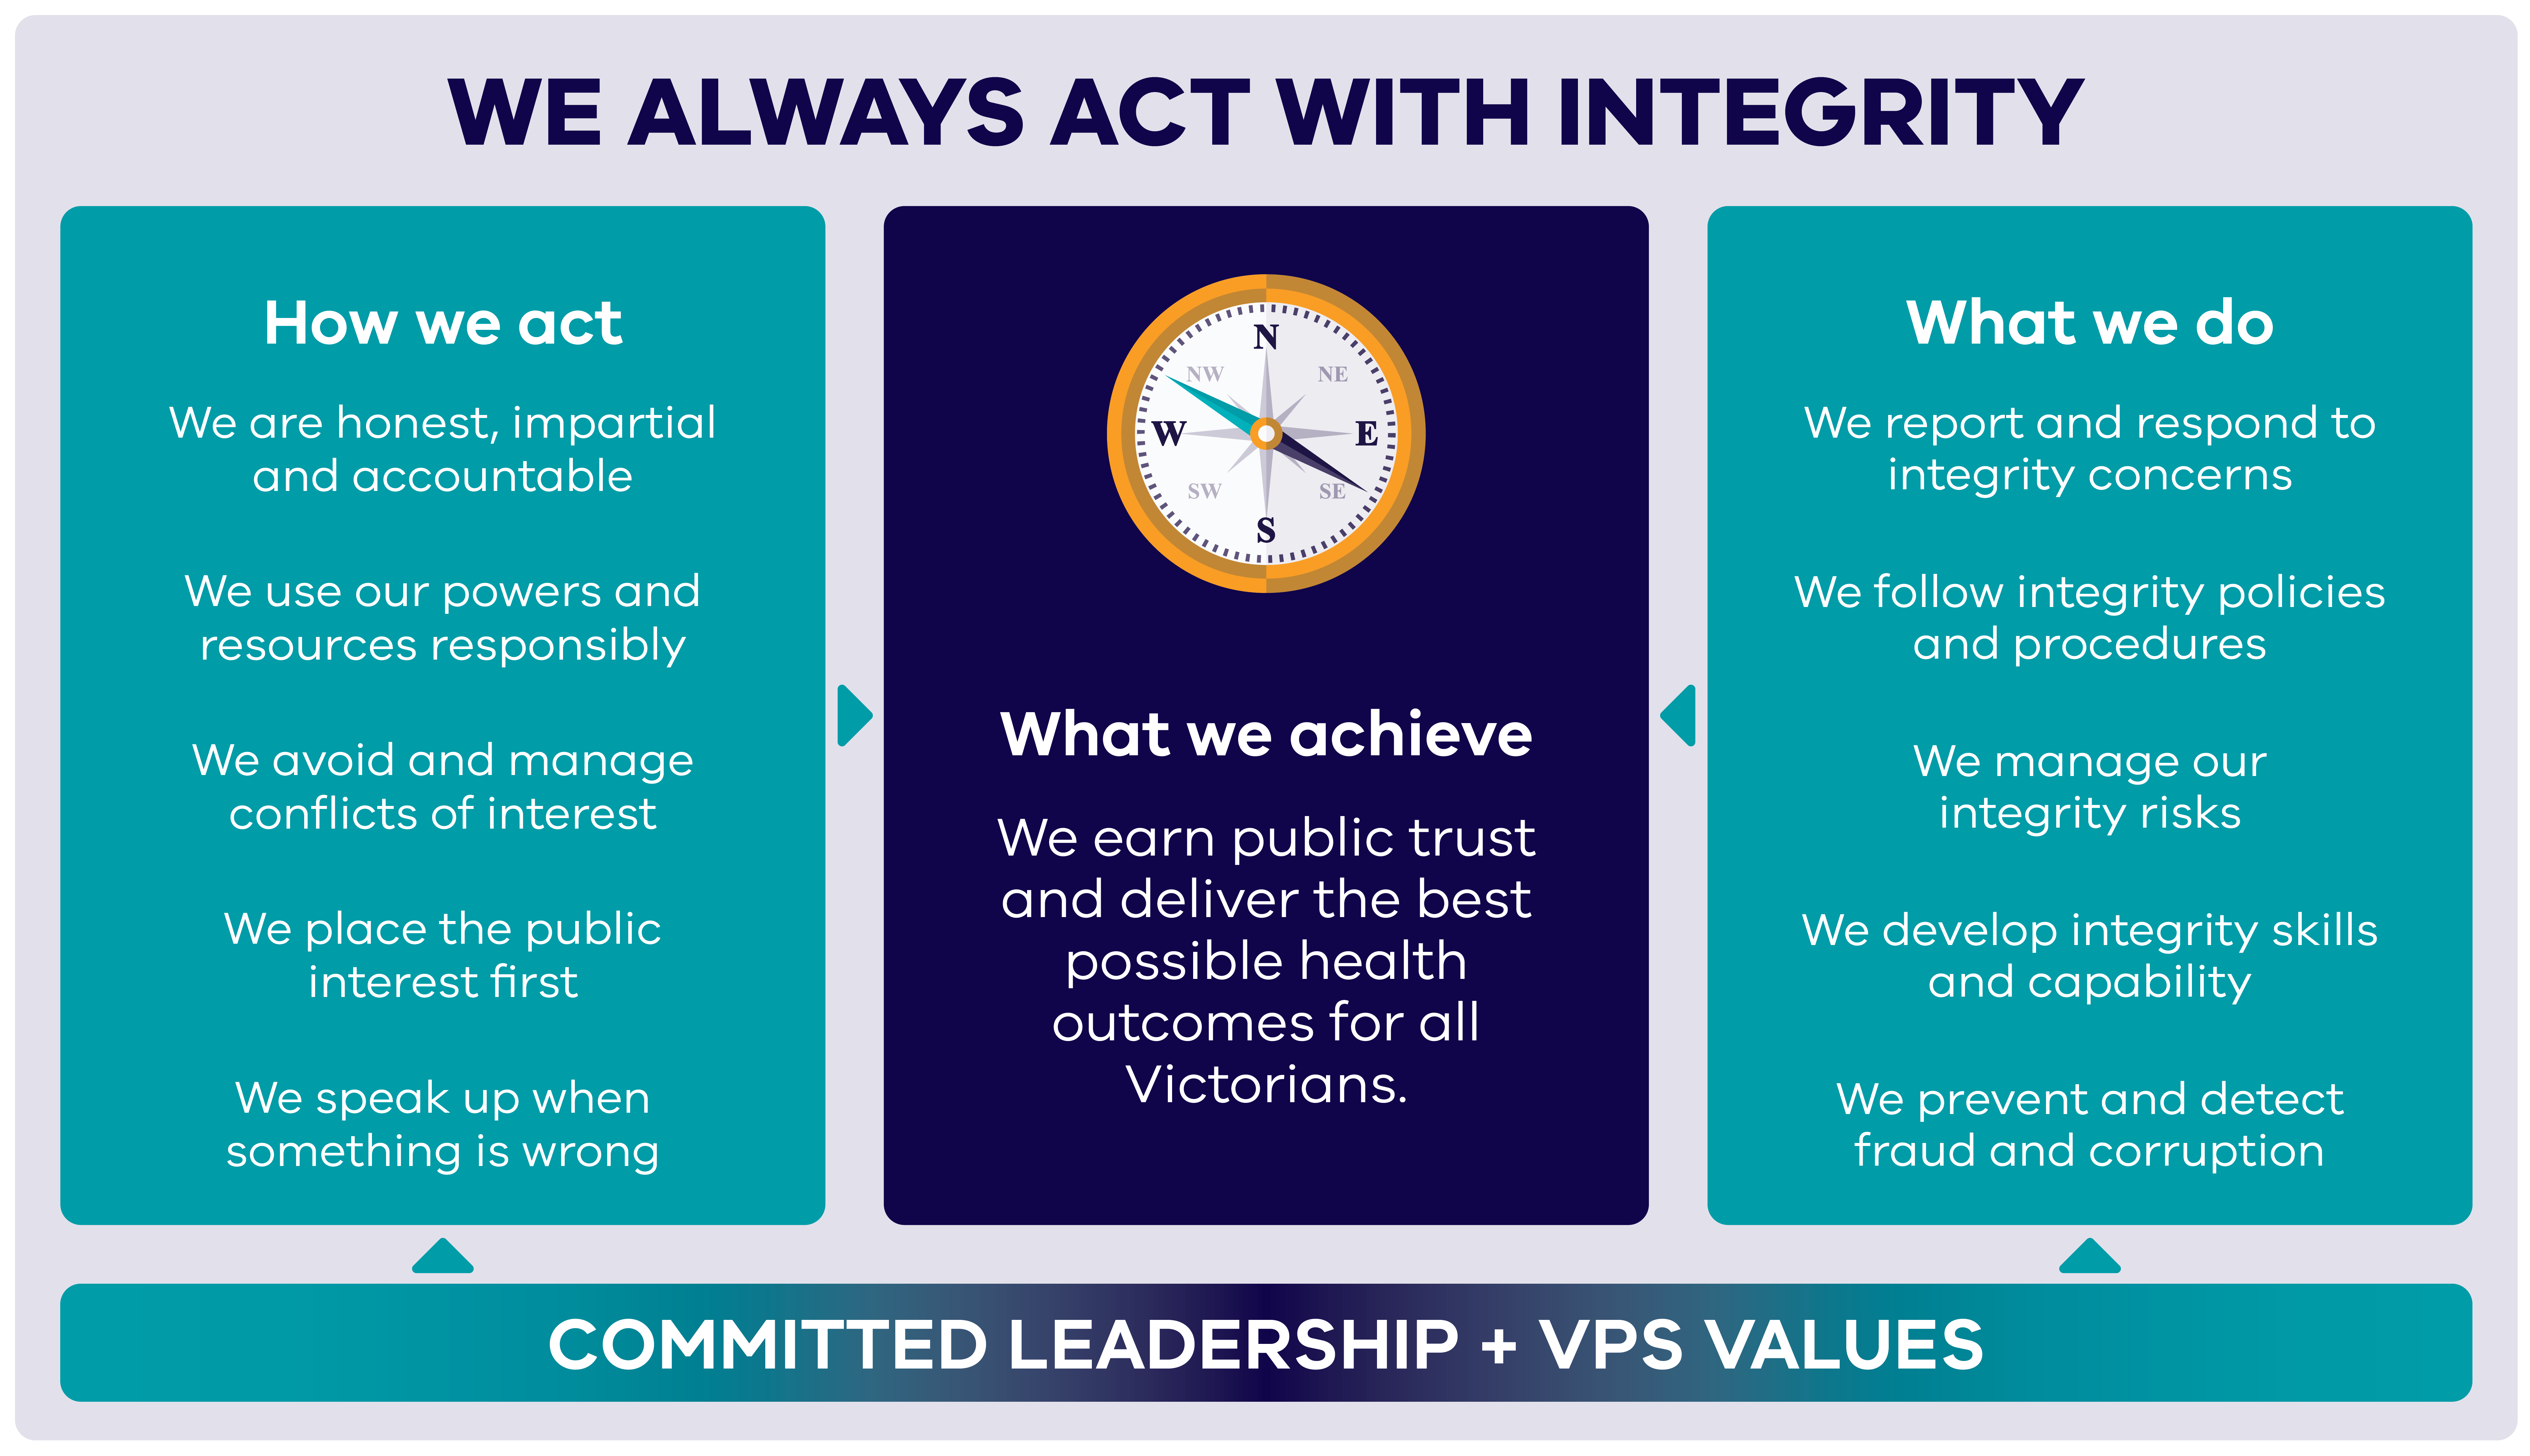 WE ALWAYS ACT WITH INTEGRITY
How we act
We are honest, impartial
and accountable
We use our powers and
resources responsibly
We avoid and manage
conflicts of interest
We place the public
interest first
We speak up when
something is wrong
N
NW
NE
W
E
SW
SE
S
What we achieve
We earn public trust
and deliver the best
possible health
outcomes for all
Victorians.
What we do
We report and respond to
integrity concerns
We follow integrity policies
and procedures
We manage our
integrity risks
We develop integrity skills
and capability
We prevent and detect
fraud and corruption
COMMITTED LEADERSHIP + VPS VALUES